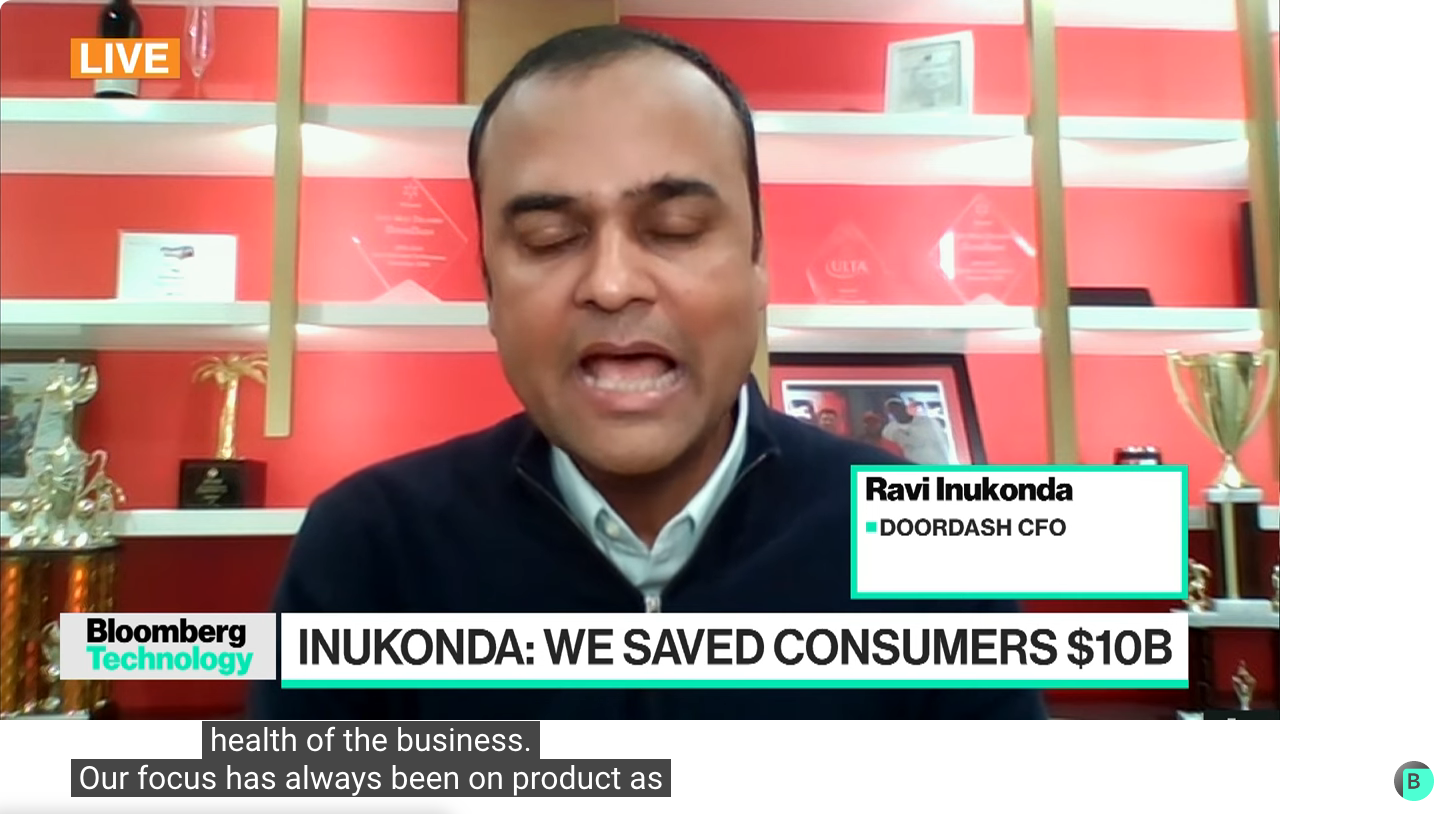 LIVE
ULTA
Ravi Inukonda
DOORDASH CFO
Bloomberg
Technology
INUKONDA: WE SAVED CONSUMERS $10B
health of the business.
Our focus has always been on product as
B